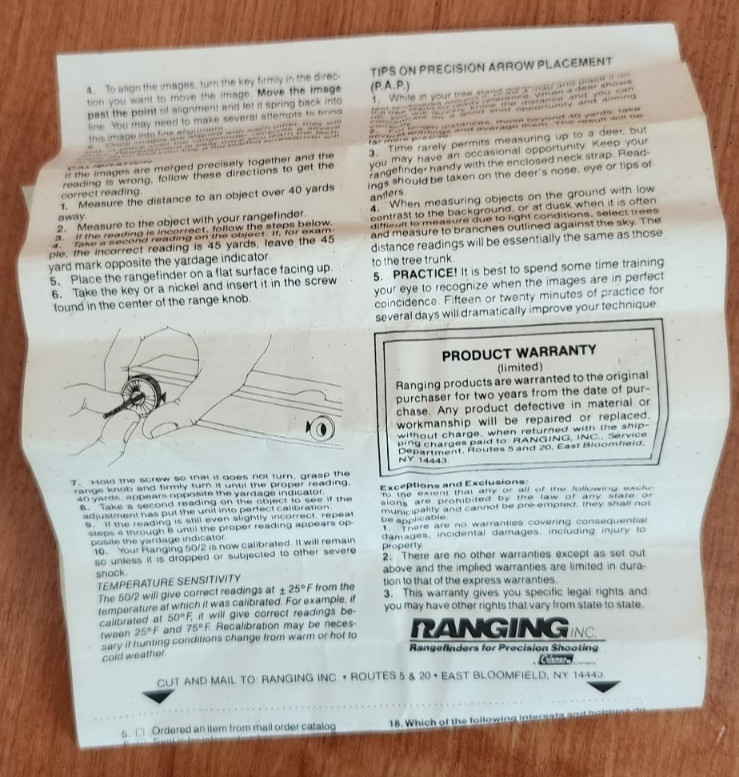 4. To align the images, turn the key firmly in the direc-
tion you want to move the image. Move the image
past the point of alignment and let it spring back into
line. You may need to make several attempts to bring
this image into fine
If the images are merged precisely together and the
reading is wrong, follow these directions to get the
correct reading.
1. Measure the distance to an object over 40 yards
away.
2. Measure to the object with your rangefinder.
3. If the reading is incorrect, follow the steps below.
4. Take a second reading on the object. If, for exam-
ple, the incorrect reading is 45 yards, leave the 45
yard mark opposite the yardage indicator.
5. Place the rangefinder on a flat surface facing up.
6. Take the key or a nickel and insert it in the screw
found in the center of the range knob.
7. Hold the screw so that it does not turn, grasp the
range knob and firmly turn it until the proper reading,
40 yards, appears opposite the yardage indicator.
8. Take a second reading on the object to see if the
adjustment has put the unit into perfect calibration.
9. If the reading is still even slightly incorrect, repeat
steps 4 through 8 until the proper reading appears op-
posite the yardage indicator.
10. Your Ranging 50/2 is now calibrated. It will remain
so unless it is dropped or subjected to other severe
shock.
TEMPERATURE SENSITIVITY
The 50/2 will give correct readings at ± 25°F from the
temperature at which it was calibrated. For example, if
calibrated at 50°F, it will give correct readings be-
tween 25°F and 75°F. Recalibration may be neces-
sary if hunting conditions change from warm or hot to
cold weather.
TIPS ON PRECISION ARROW PLACEMENT
(P.A.P.)
1. While in your tree stand
3. Time rarely permits measuring up to a deer, but
you may have an occasional opportunity. Keep your
rangefinder handy with the enclosed neck strap. Read-
ings should be taken on the deer's nose, eye or tips of
antlers.
4. When measuring objects on the ground with low
contrast to the background, or at dusk when it is often
difficult to measure due to light conditions, select trees
and measure to branches outlined against the sky. The
distance readings will be essentially the same as those
to the tree trunk.
5. PRACTICE! It is best to spend some time training
your eye to recognize when the images are in perfect
coincidence. Fifteen or twenty minutes of practice for
several days will dramatically improve your technique.
PRODUCT WARRANTY
(limited)
Ranging products are warranted to the original
purchaser for two years from the date of pur-
chase. Any product defective in material or
workmanship will be repaired or replaced,
without charge, when returned with the ship-
ping charges paid to: RANGING, INC., Service
Department, Routes 5 and 20, East Bloomfield,
NY 14443.
Exceptions and Exclusions:
To the extent that any or all of the following exclu-
sions are prohibited by the law of any state or
municipality and cannot be pre-empted, they shall not
be applicable.
1. There are no warranties covering consequential
damages, incidental damages, including injury to
property.
2. There are no other warranties except as set out
above and the implied warranties are limited in dura-
tion to that of the express warranties.
3. This warranty gives you specific legal rights and
you may have other rights that vary from state to state.
RANGING INC.
Rangefinders for Precision Shooting
Coleman
CUT AND MAIL TO: RANGING INC. • ROUTES 5 & 20 • EAST BLOOMFIELD, NY 14443
5. □ Ordered an item from mail order catalog
18. Which of the following interests and hobbies do